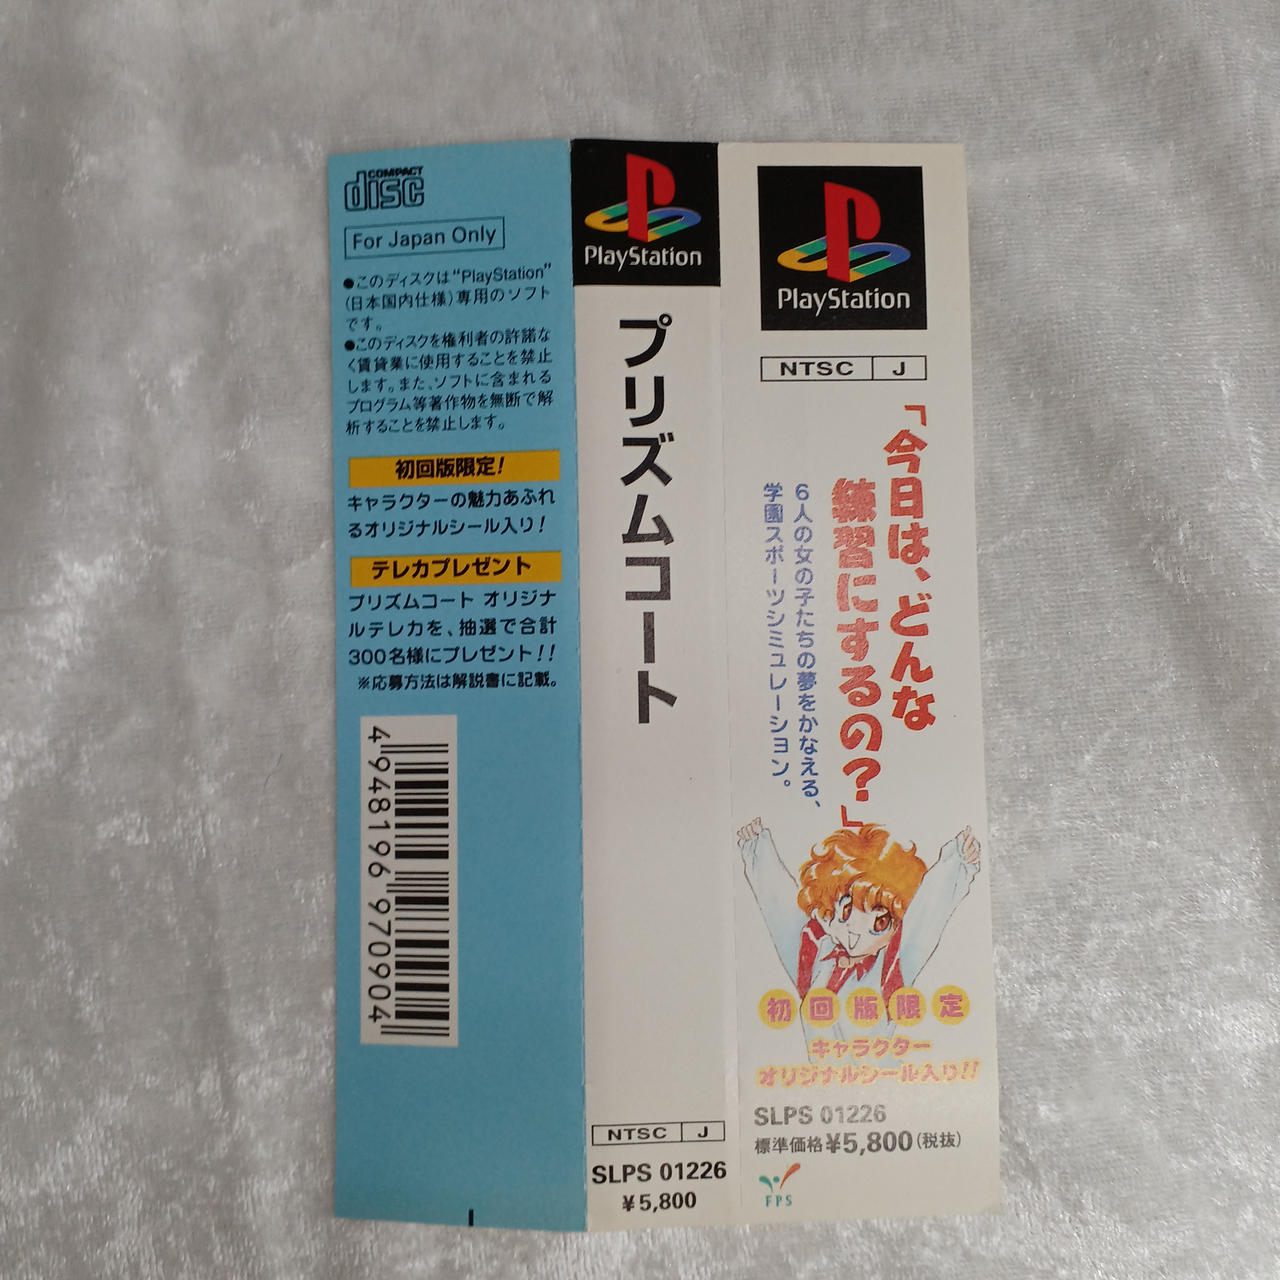 COMPACT
disc
For Japan Only
●このディスクは“PlayStation”
(日本国内仕様)専用のソフト
です。
●このディスクを権利者の許諾な
く賃貸業に使用することを禁止
します。また、ソフトに含まれる
プログラム等著作物を無断で解
析することを禁止します。
初回版限定!
キャラクターの魅力あふれ
るオリジナルシール入り!
テレカプレゼント
プリズムコート オリジナ
ルテレカを、抽選で合計
300名様にプレゼント!!
※応募方法は解説書に記載。
4948196970904
PlayStation
プリズムコート
NTSC J
SLPS 01226
¥5,800
PlayStation
NTSC J
「今日は、どんな
練習にするの?」
6人の女の子たちの夢をかなえる、
学園スポーツシミュレーション。
初回版限定
キャラクター
オリジナルシール入り!!
SLPS 01226
標準価格¥5,800(税抜)
FPS